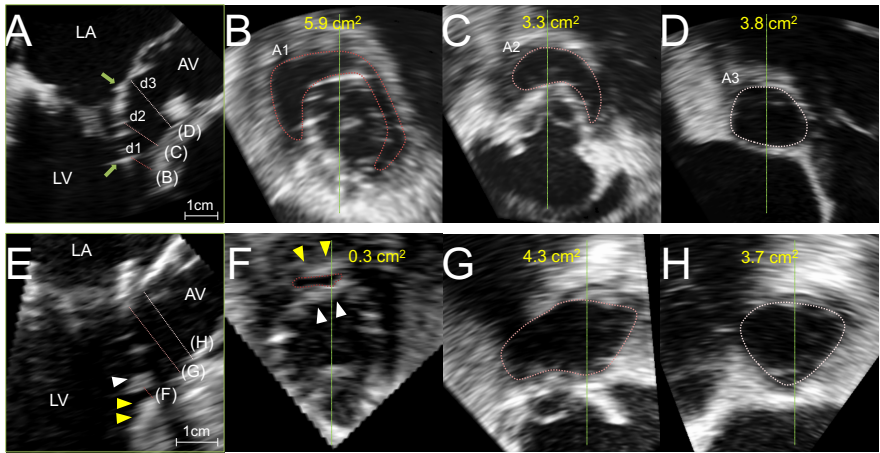 A
LA
AV
d3
d2
(D)
(C)
d1
(B)
LV
1cm
B
5.9 cm²
A1
C
3.3 cm²
A2
D
3.8 cm²
A3
E
LA
AV
(H)
(G)
(F)
LV
1cm
F
0.3 cm²
G
4.3 cm²
H
3.7 cm²